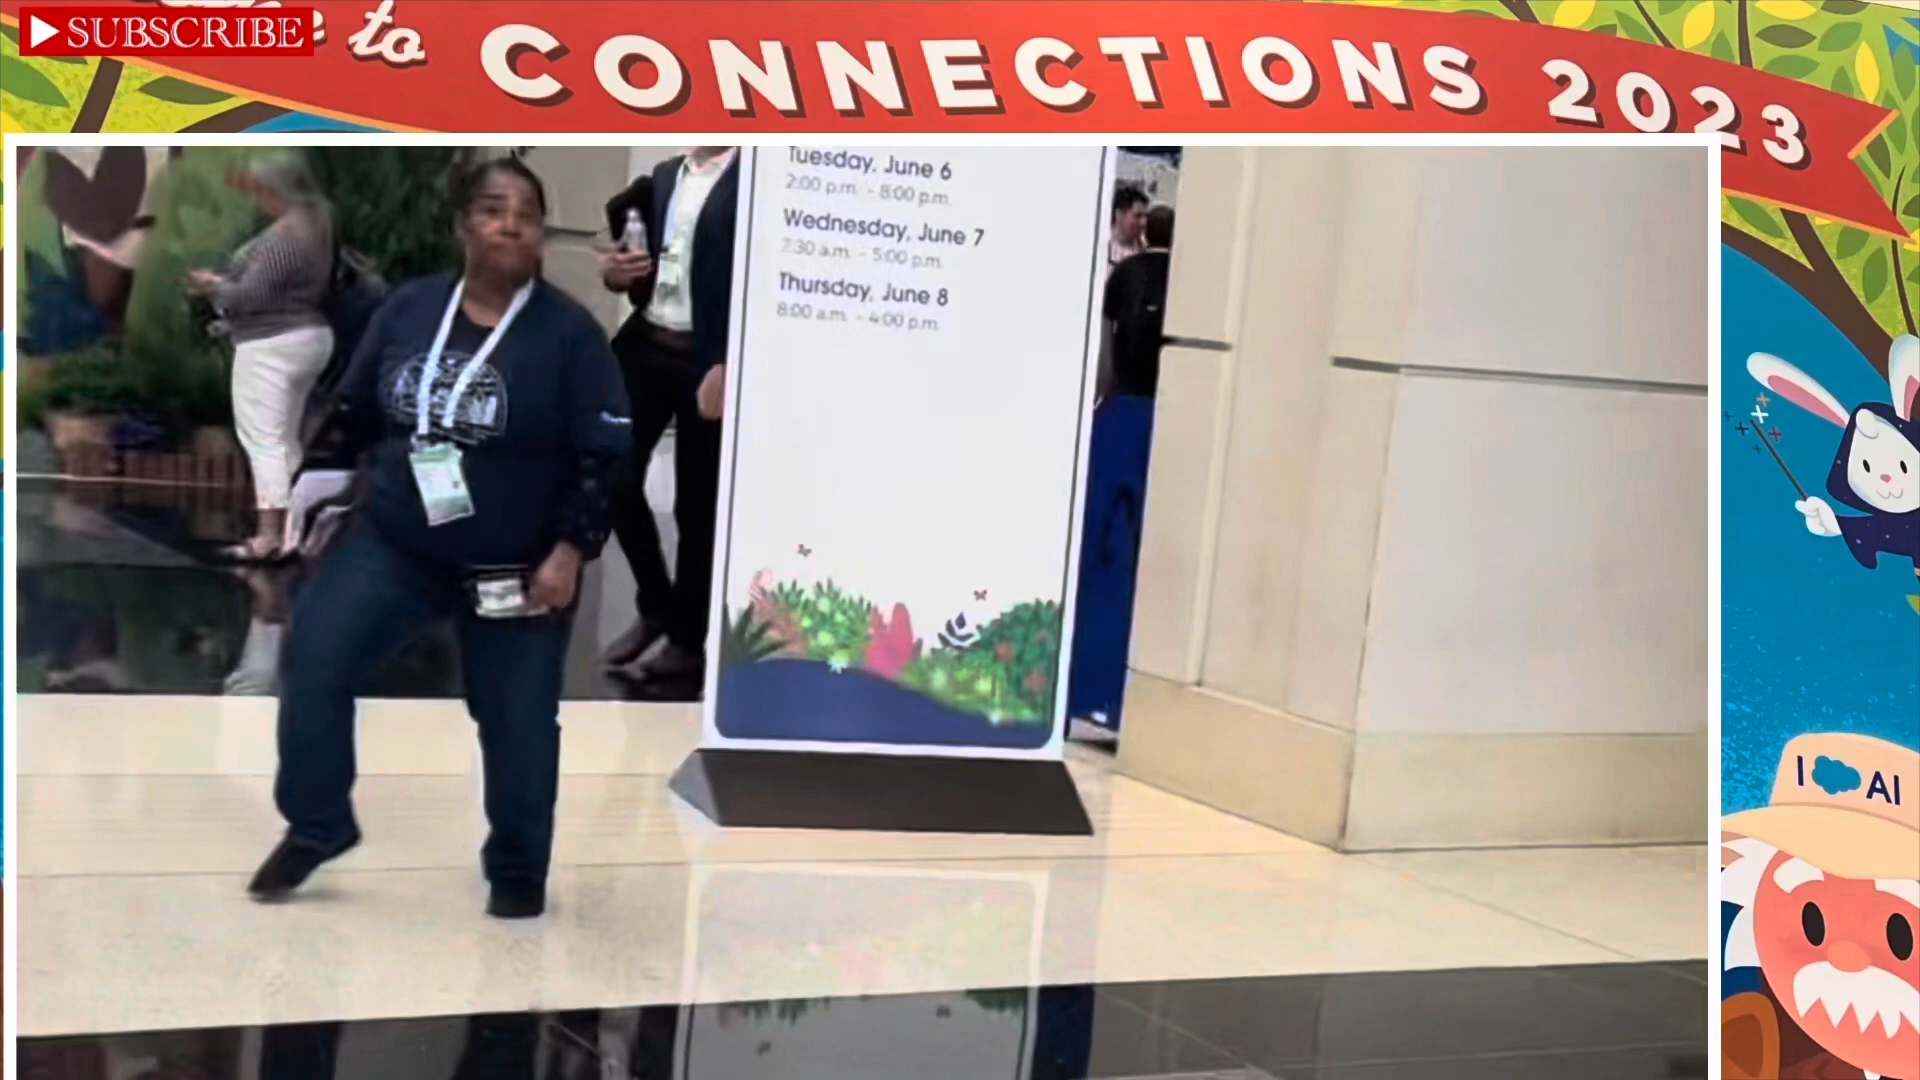 SUBSCRIBE
to CONNECTIONS 2023
Tuesday, June 6
2:00 p.m. - 8:00 p.m.
Wednesday, June 7
7:30 a.m. - 5:00 p.m.
Thursday, June 8
8:00 a.m. - 4:00 p.m.
I AI